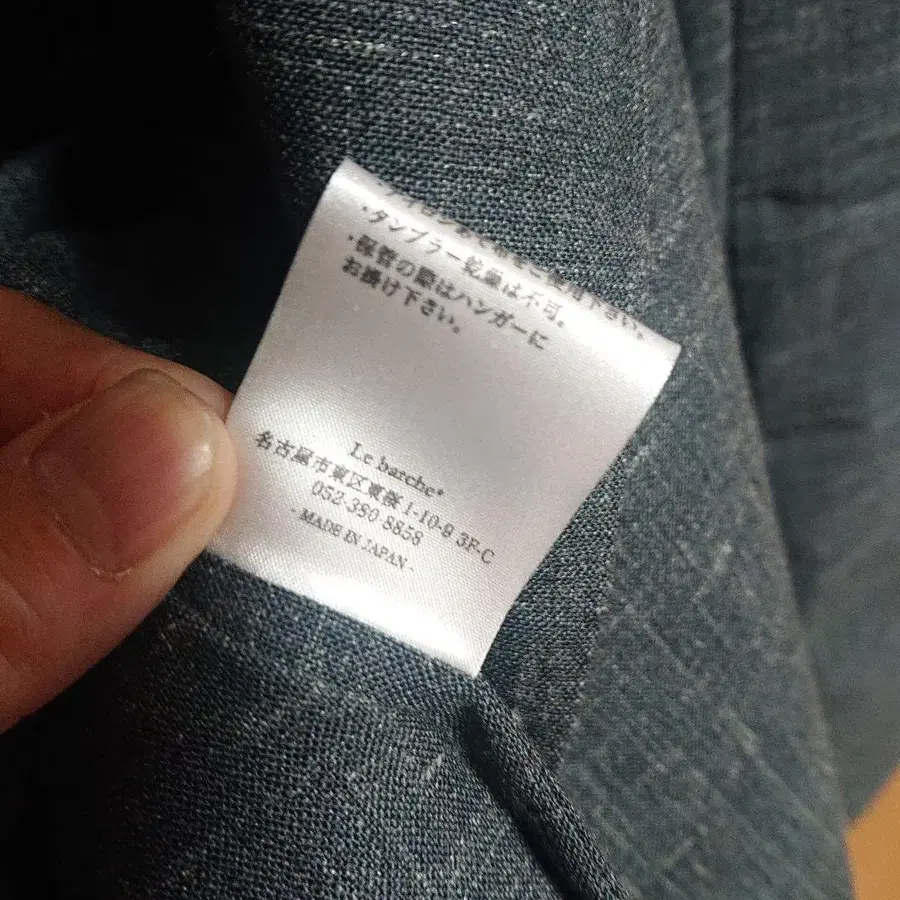 ・タンブラー乾燥は不可。
・保管の際はハンガーに
お掛け下さい。
Le barche*
名古屋市東区東桜 1-10-9 3F-C
052-380-8858
- MADE IN JAPAN -